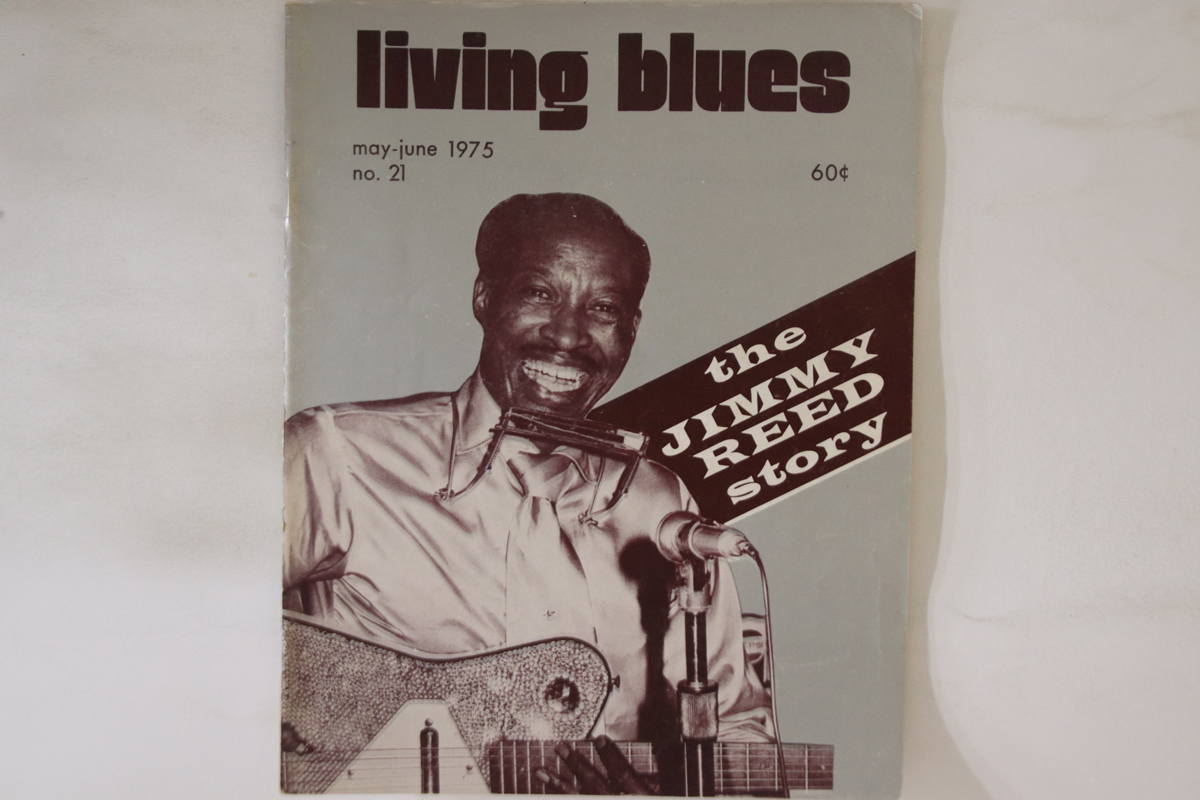 living blues
may-june 1975
no. 21
60¢
the
JIMMY
REED
story